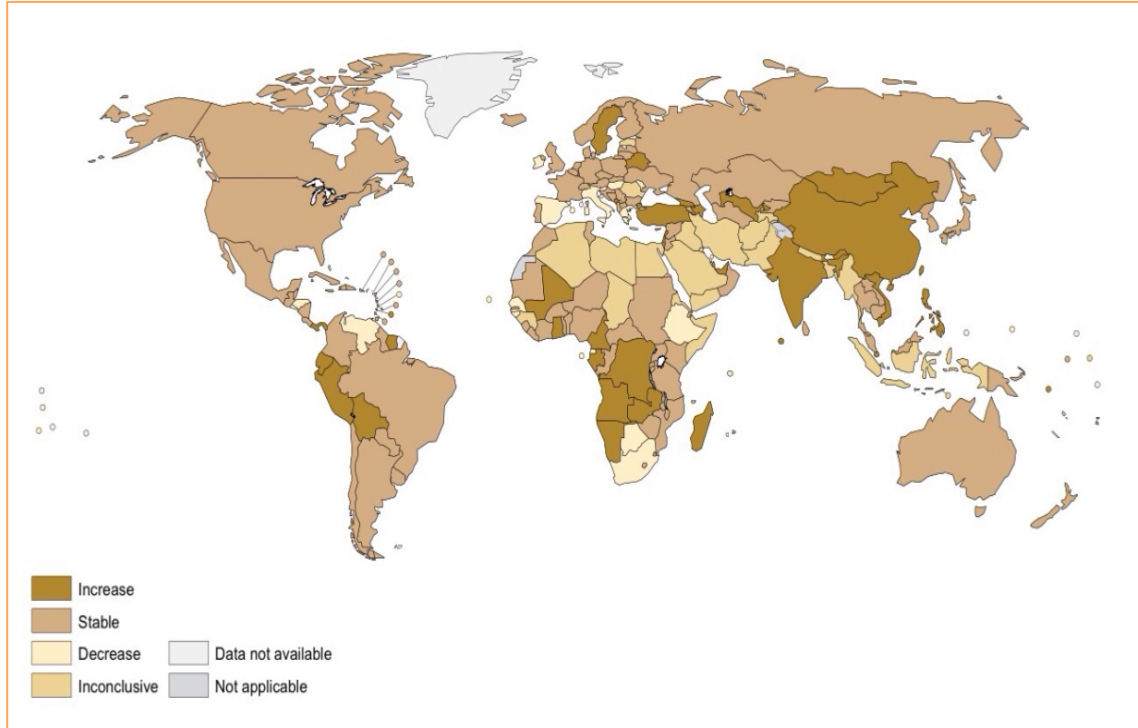 Increase
Stable
Decrease
Data not available
Inconclusive
Not applicable